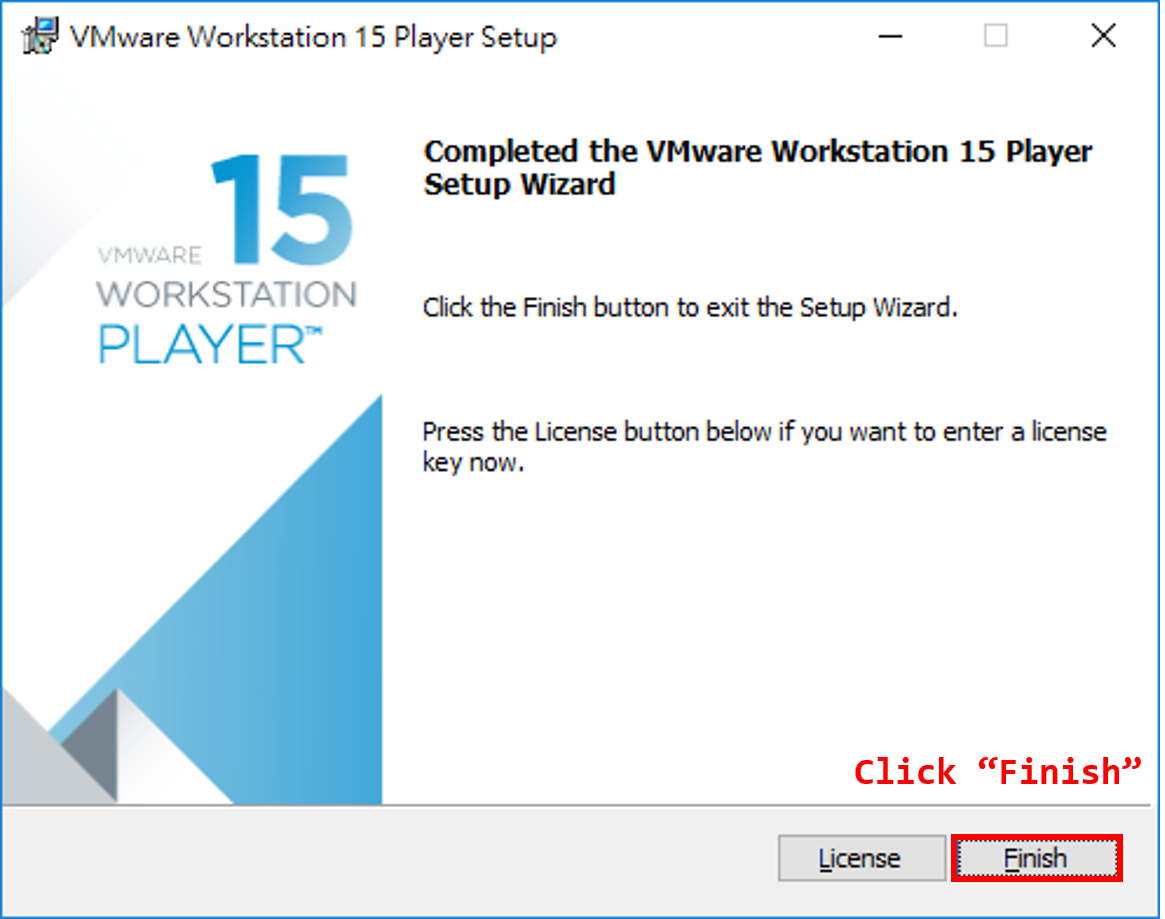 VMware Workstation 15 Player Setup
15
VMWARE
WORKSTATION
PLAYER™
Completed the VMware Workstation 15 Player
Setup Wizard
Click the Finish button to exit the Setup Wizard.
Press the License button below if you want to enter a license
key now.
Click “Finish”
License
Finish